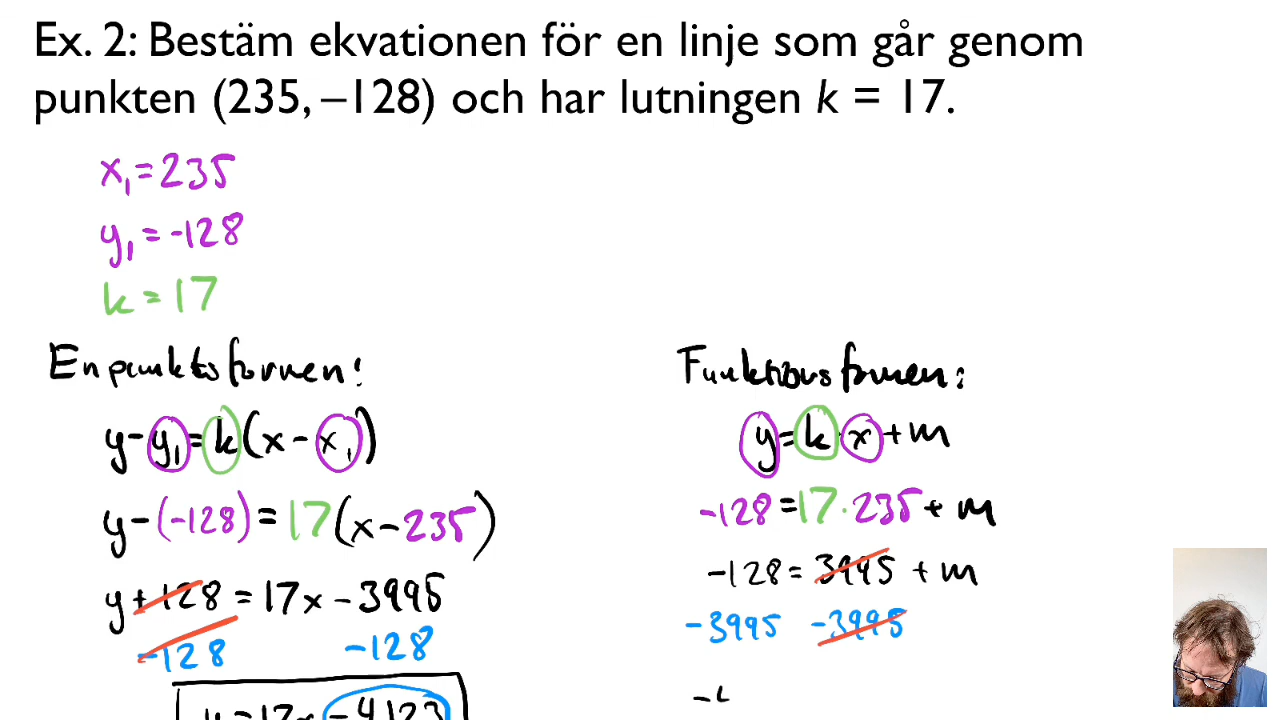 Ex. 2: Bestäm ekvationen för en linje som går genom
punkten (235, –128) och har lutningen k = 17.
x₁ = 235
y₁ = -128
k = 17
Enpunktsformen:
y - y₁ = k(x - x₁)
y - (-128) = 17(x - 235)
y + 128 = 17x - 3995
-128 -128
y = 17x - 4123
Funktionsformen:
y = k · x + m
-128 = 17 · 235 + m
-128 = 3995 + m
-3995 -3995